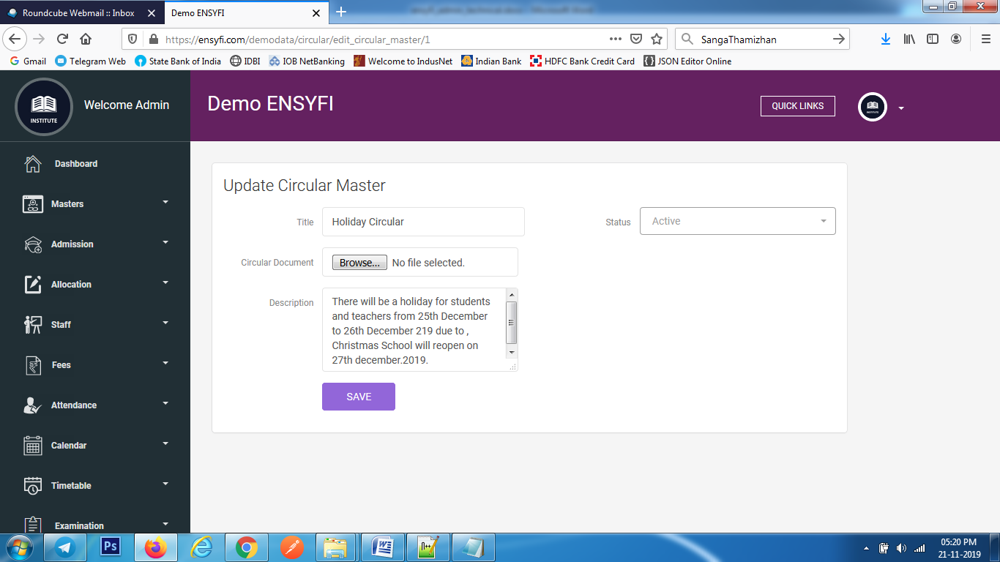 Roundcube Webmail :: Inbox
Demo ENSYFI
https://ensyfi.com/demodata/circular/edit_circular_master/1
SangaThamizhan
Gmail
Telegram Web
State Bank of India
IDBI
IOB NetBanking
Welcome to IndusNet
Indian Bank
HDFC Bank Credit Card
JSON Editor Online
INSTITUTE
Welcome Admin
Demo ENSYFI
QUICK LINKS
Dashboard
Masters
Admission
Allocation
Staff
Fees
Attendance
Calendar
Timetable
Examination
Update Circular Master
Title
Holiday Circular
Status
Active
Circular Document
Browse...
No file selected.
Description
There will be a holiday for students
and teachers from 25th December
to 26th December 219 due to ,
Christmas School will reopen on
27th december.2019.
SAVE
Ps
05:20 PM
21-11-2019